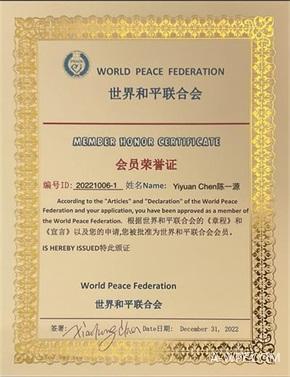 PEACE
WORLD PEACE FEDERATION
世界和平联合会
MEMBER HONOR CERTIFICATE
会员荣誉证
编号ID: 20221006-1 姓名Name: Yiyuan Chen陈一源
According to the "Articles" and "Declaration" of the World Peace
Federation and your application, you have been approved as a member of
the World Peace Federation. 根据世界和平联合会的《章程》和
《宣言》以及您的申请,您被批准为世界和平联合会会员。
IS HEREBY ISSUED特此颁证
World Peace Federation
世界和平联合会
签署: Xiaofung Chen Date日期: December 31, 2022